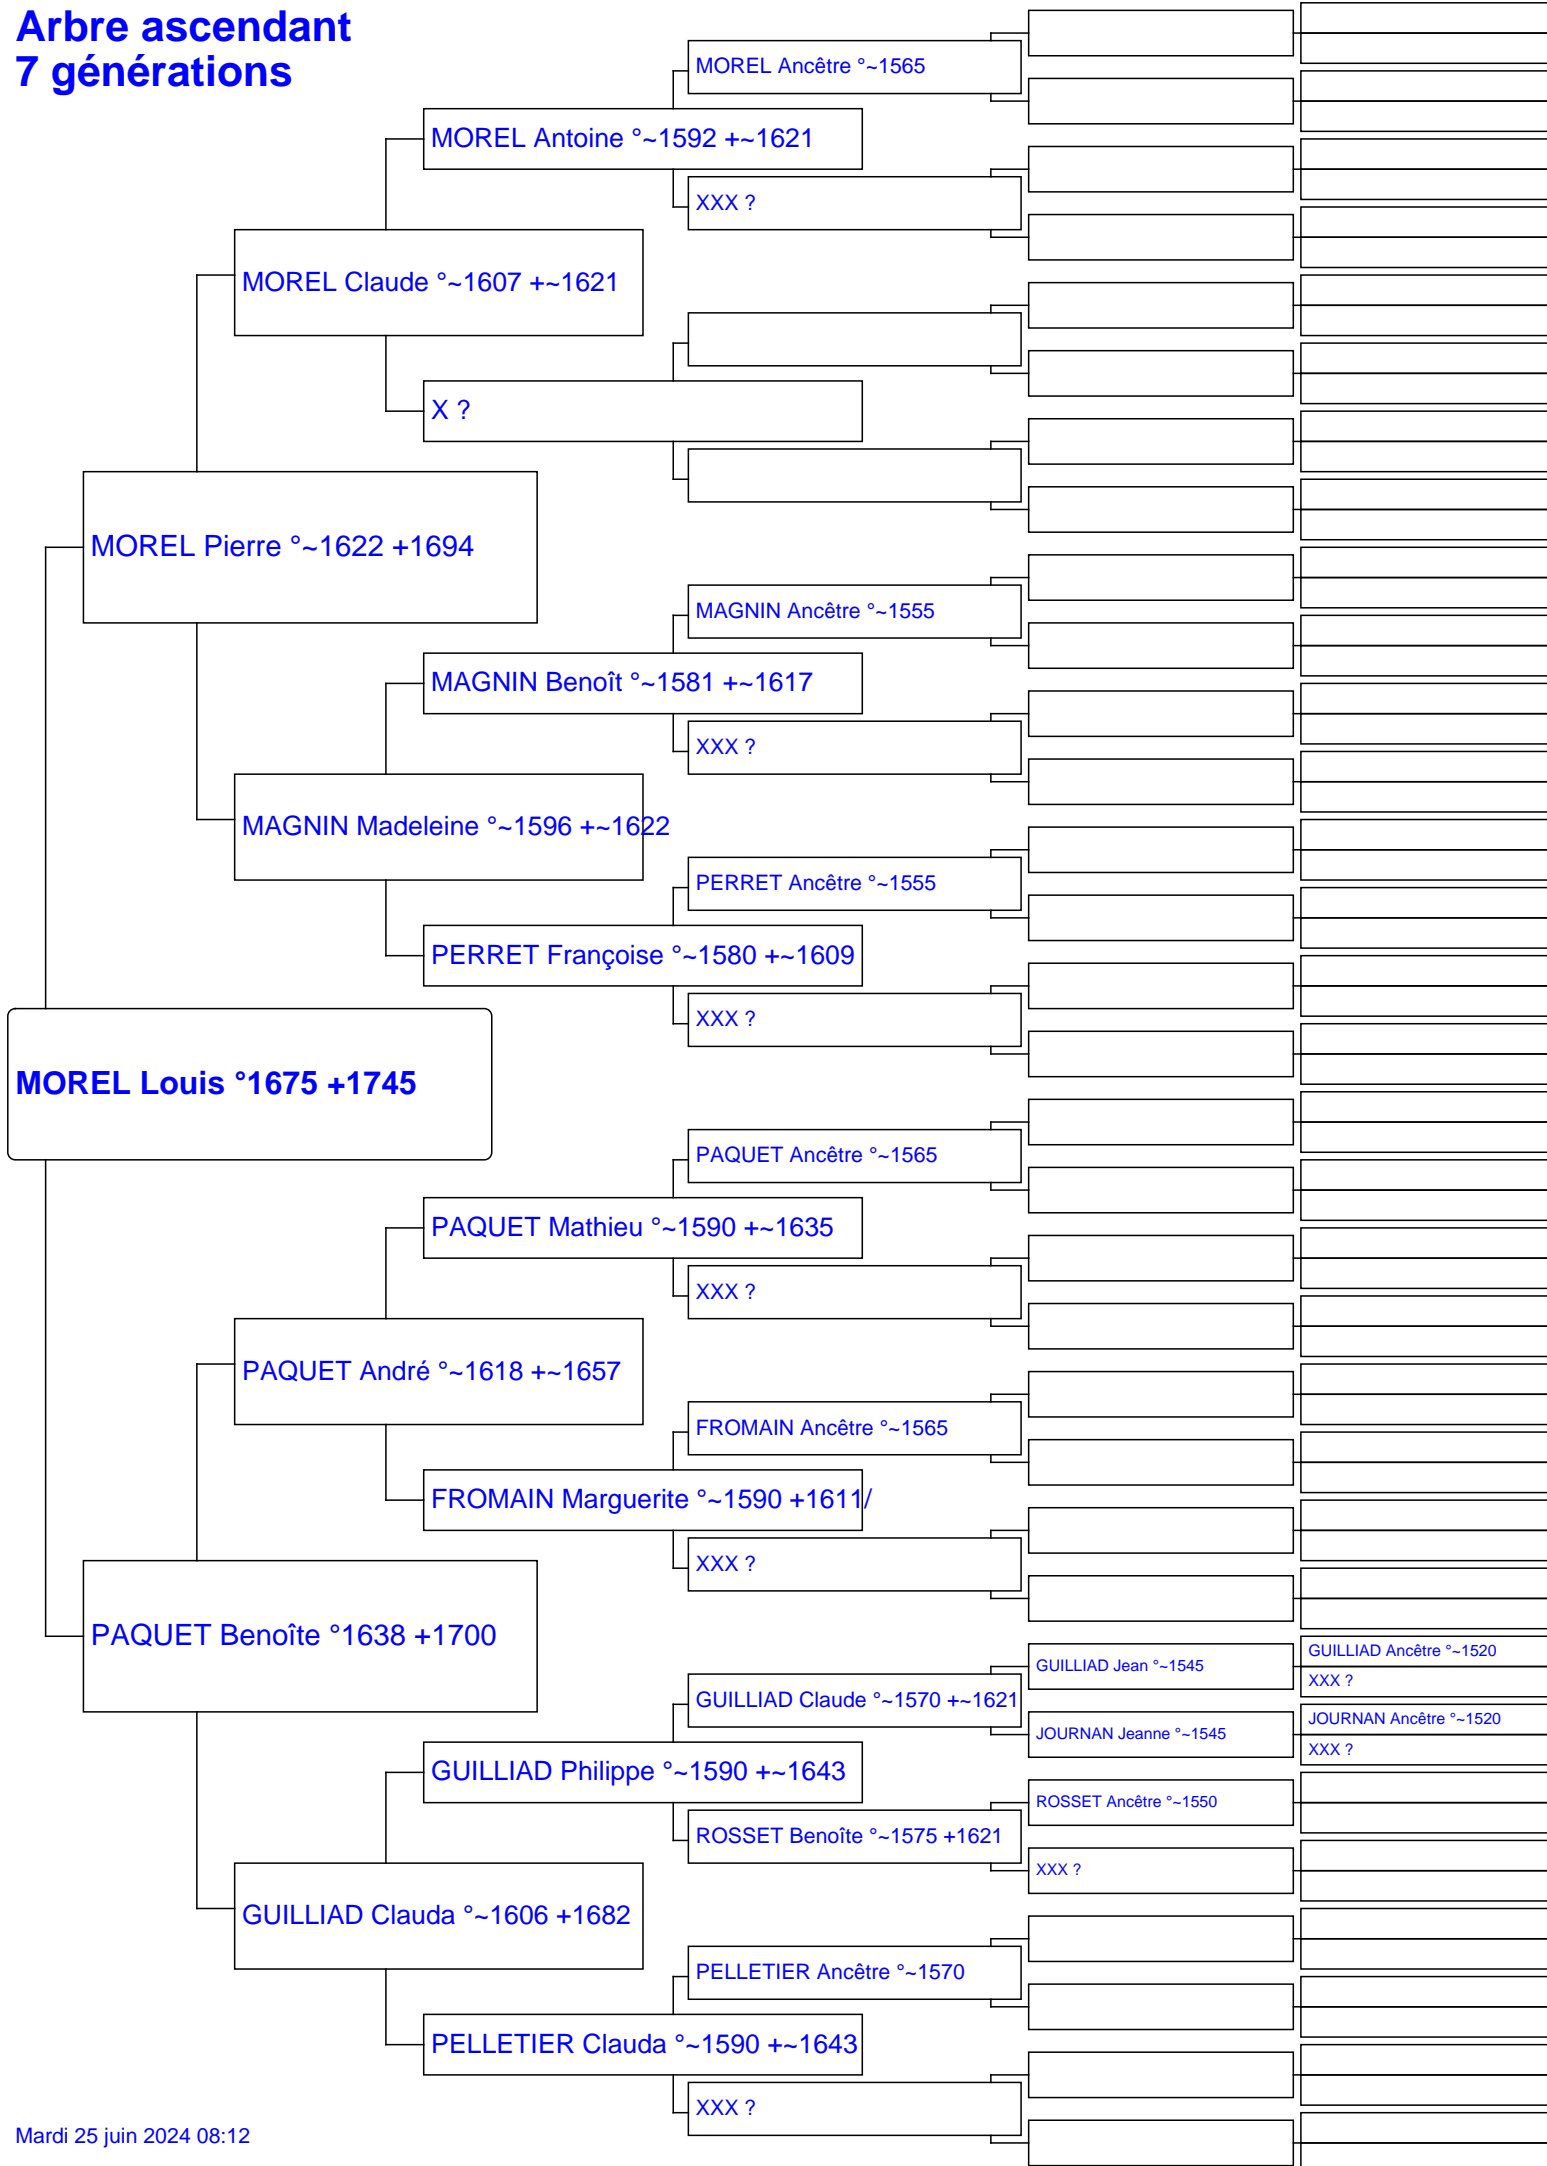 Arbre ascendant
7 générations
MOREL Ancêtre °~1565
MOREL Antoine °~1592 +~1621
XXX ?
MOREL Claude °~1607 +~1621
X ?
MOREL Pierre °~1622 +1694
MAGNIN Ancêtre °~1555
MAGNIN Benoît °~1581 +~1617
XXX ?
MAGNIN Madeleine °~1596 +~1622
PERRET Ancêtre °~1555
PERRET Françoise °~1580 +~1609
XXX ?
MOREL Louis °1675 +1745
PAQUET Ancêtre °~1565
PAQUET Mathieu °~1590 +~1635
XXX ?
PAQUET André °~1618 +~1657
FROMAIN Ancêtre °~1565
FROMAIN Marguerite °~1590 +1611/
XXX ?
PAQUET Benoîte °1638 +1700
GUILLIAD Ancêtre °~1520
GUILLIAD Jean °~1545
XXX ?
GUILLIAD Claude °~1570 +~1621
JOURNAN Ancêtre °~1520
JOURNAN Jeanne °~1545
XXX ?
GUILLIAD Philippe °~1590 +~1643
ROSSET Ancêtre °~1550
ROSSET Benoîte °~1575 +1621
XXX ?
GUILLIAD Clauda °~1606 +1682
PELLETIER Ancêtre °~1570
PELLETIER Clauda °~1590 +~1643
XXX ?
Mardi 25 juin 2024 08:12